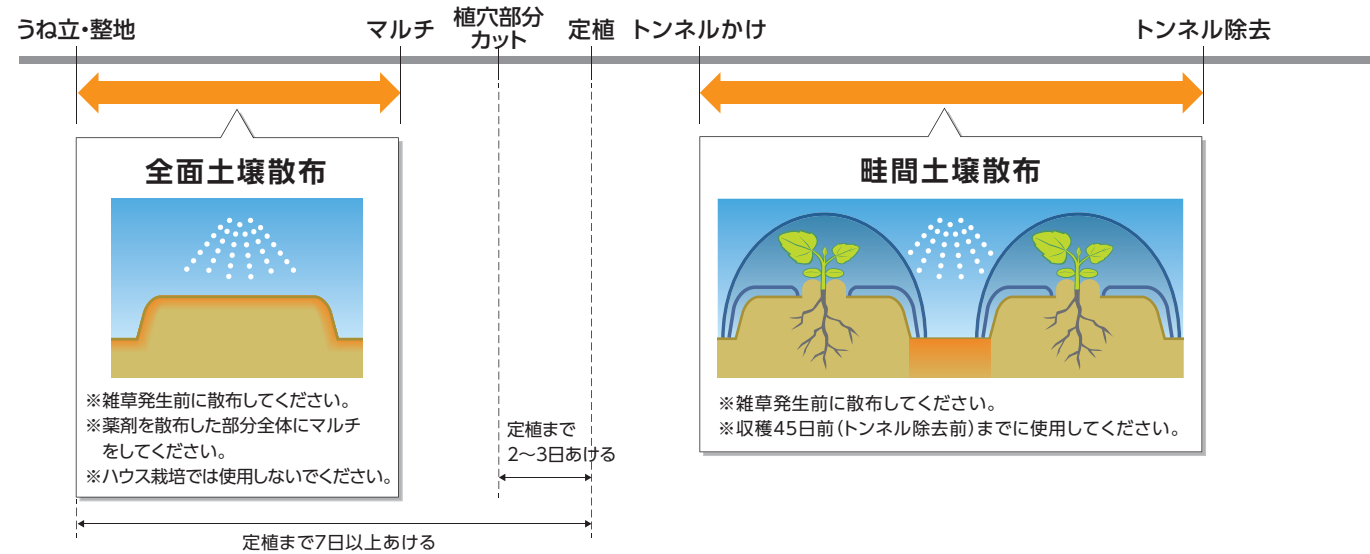 うね立・整地
マルチ
植穴部分
カット
定植
トンネルかけ
トンネル除去
全面土壌散布
※雑草発生前に散布してください。
※薬剤を散布した部分全体にマルチ
をしてください。
※ハウス栽培では使用しないでください。
定植まで
2～3日あける
定植まで7日以上あける
畦間土壌散布
※雑草発生前に散布してください。
※収穫45日前（トンネル除去前）までに使用してください。